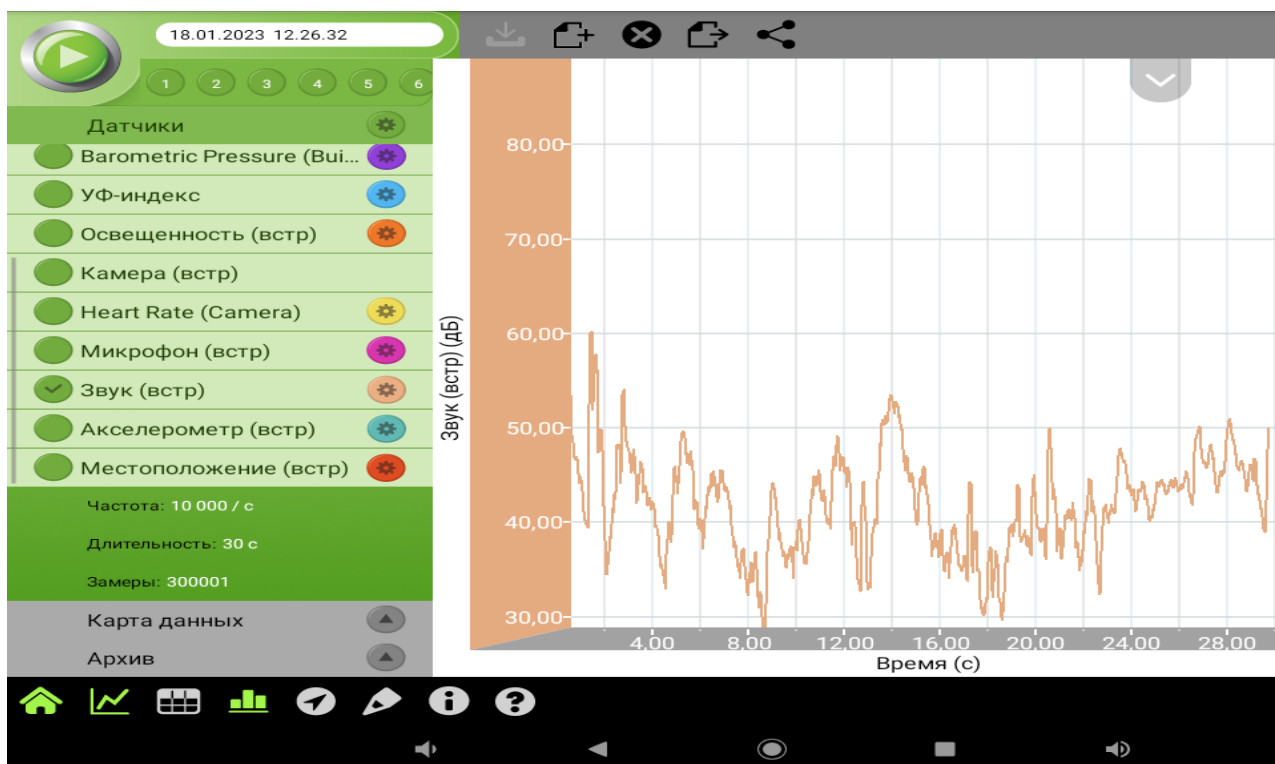 18.01.2023 12.26.32
1 2 3 4 5 6
Датчики
Barometric Pressure (Bui...
УФ-индекс
Освещенность (встр)
Камера (встр)
Heart Rate (Camera)
Микрофон (встр)
Звук (встр)
Акселерометр (встр)
Местоположение (встр)
Частота: 10 000 / с
Длительность: 30 с
Замеры: 300001
Карта данных
Архив
Звук (встр) (дБ)
80,00
70,00
60,00
50,00
40,00
30,00
4,00 8,00 12,00 16,00 20,00 24,00 28,00
Время (с)